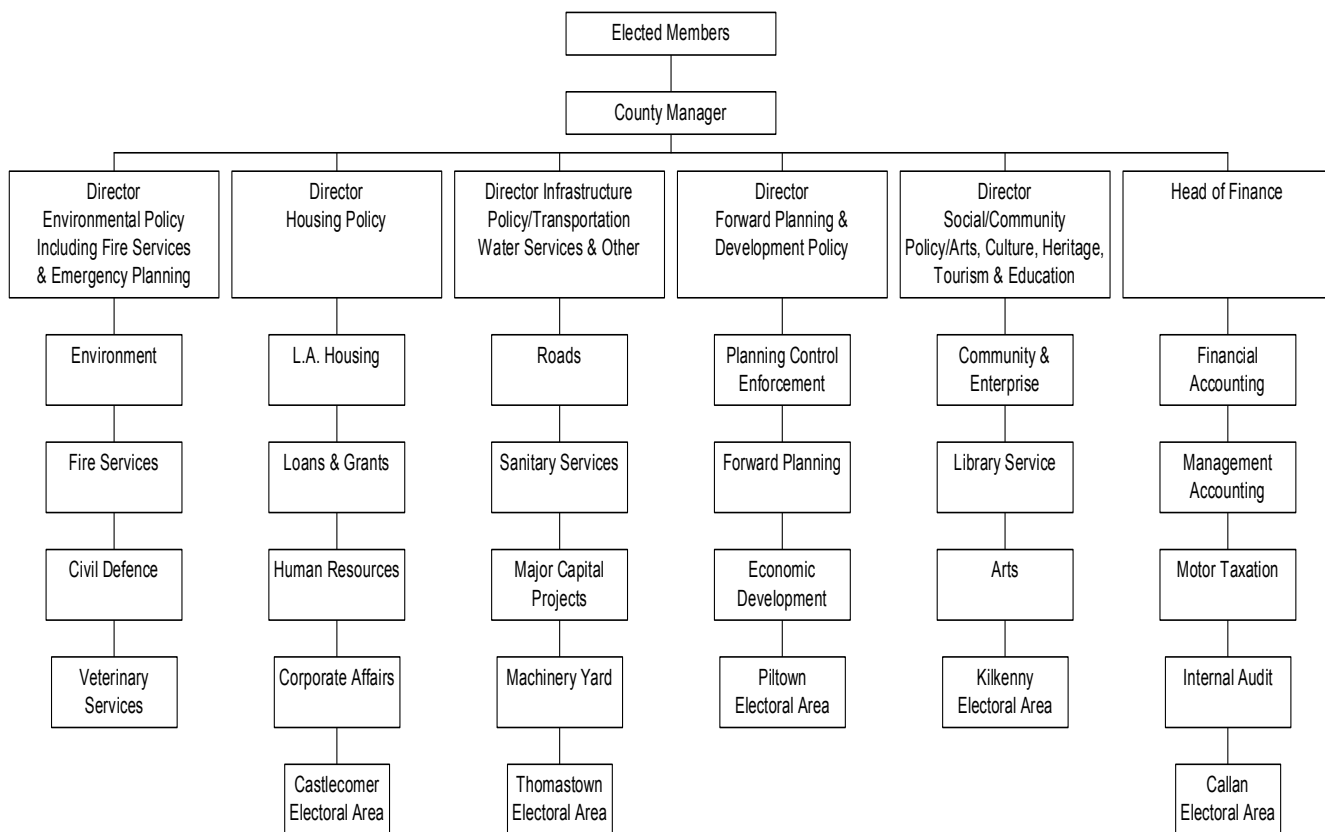 Elected Members
County Manager
Director
Environmental Policy
Including Fire Services
& Emergency Planning
Director
Housing Policy
Director Infrastructure
Policy/Transportation
Water Services & Other
Director
Forward Planning &
Development Policy
Director
Social/Community
Policy/Arts, Culture, Heritage,
Tourism & Education
Head of Finance
Environment
L.A. Housing
Roads
Planning Control
Enforcement
Community &
Enterprise
Financial
Accounting
Fire Services
Loans & Grants
Sanitary Services
Forward Planning
Library Service
Management
Accounting
Civil Defence
Human Resources
Major Capital
Projects
Economic
Development
Arts
Motor Taxation
Veterinary
Services
Corporate Affairs
Machinery Yard
Piltown
Electoral Area
Kilkenny
Electoral Area
Internal Audit
Castlecomer
Electoral Area
Thomastown
Electoral Area
Callan
Electoral Area